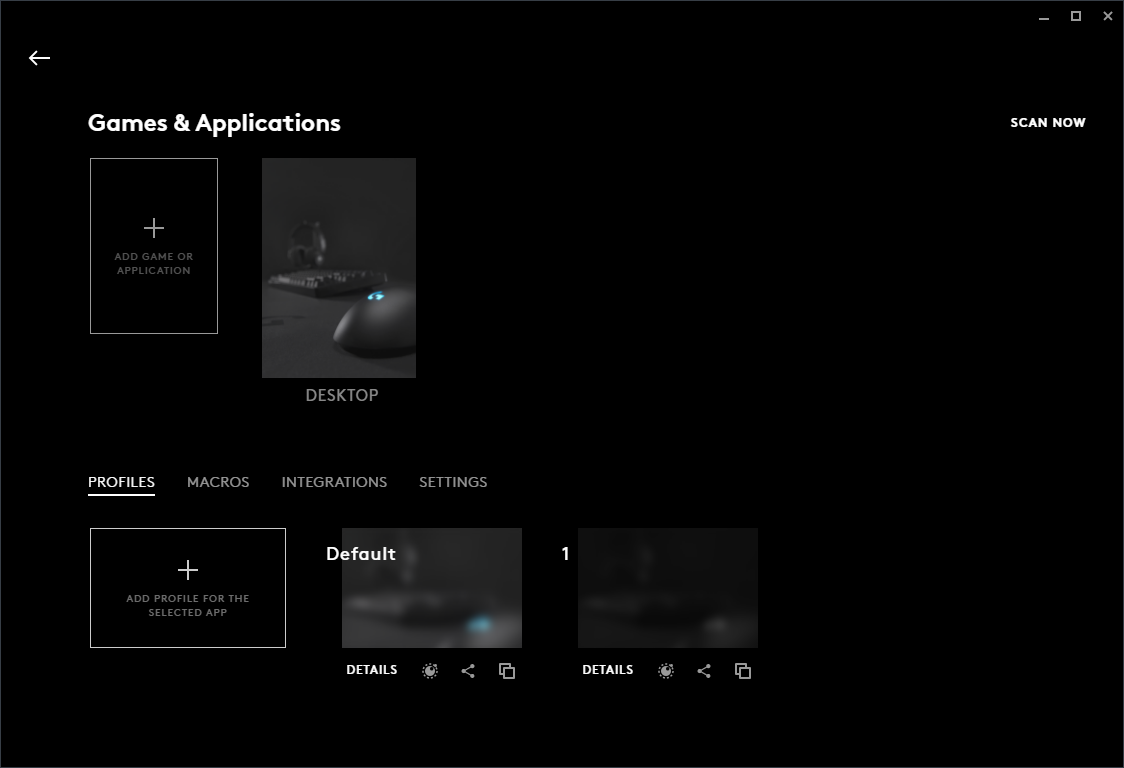 Games & Applications
SCAN NOW
ADD GAME OR
APPLICATION
DESKTOP
PROFILES
MACROS
INTEGRATIONS
SETTINGS
ADD PROFILE FOR THE
SELECTED APP
Default
1
DETAILS
DETAILS